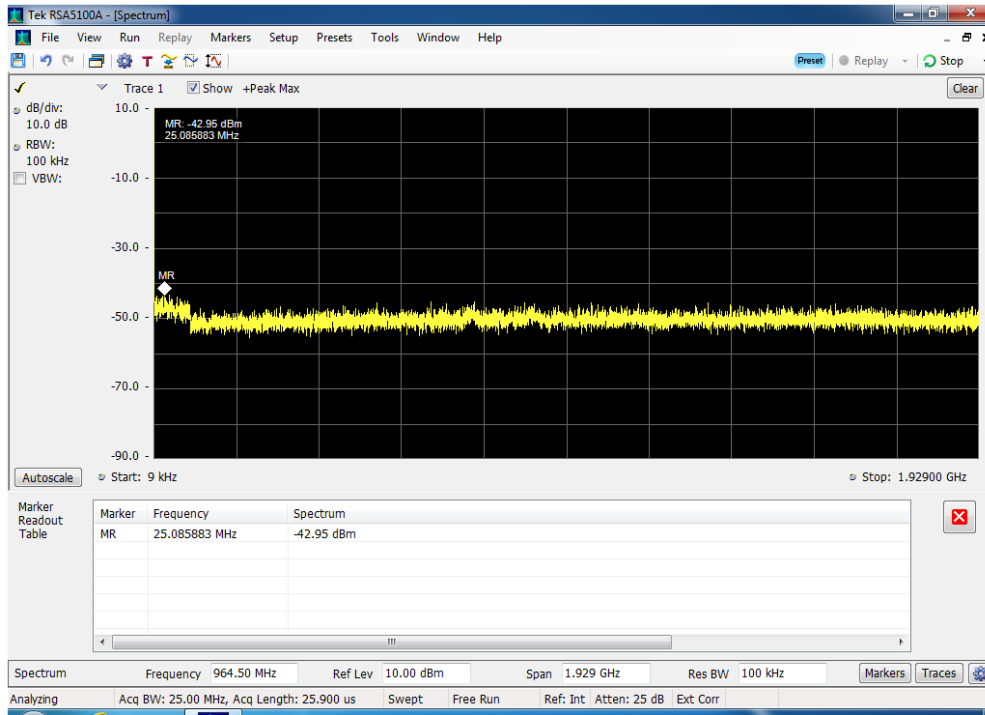 Tek RSA5100A - [Spectrum]
File View Run Replay Markers Setup Presets Tools Window Help
T Preset Replay Stop
Trace 1 Show +Peak Max Clear
dB/div:
10.0 dB
RBW:
100 kHz
VBW:
10.0
MR: -42.95 dBm
25.085883 MHz
-10.0
-30.0
MR
-50.0
-70.0
-90.0
Autoscale Start: 9 kHz Stop: 1.92900 GHz
Marker
Readout
Table
Marker Frequency Spectrum
MR 25.085883 MHz -42.95 dBm
Spectrum Frequency 964.50 MHz Ref Lev 10.00 dBm Span 1.929 GHz Res BW 100 kHz Markers Traces
Analyzing Acq BW: 25.00 MHz, Acq Length: 25.900 us Swept Free Run Ref: Int Atten: 25 dB Ext Corr